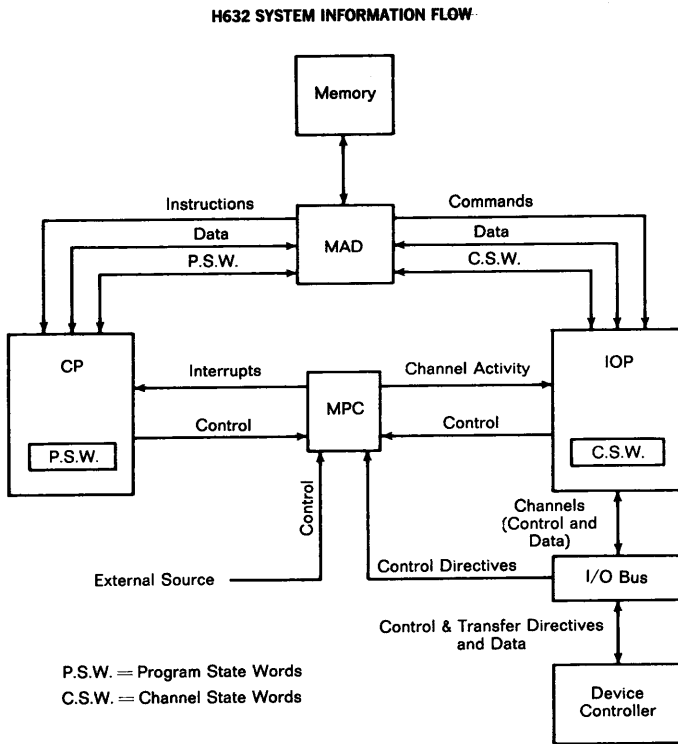 H632 SYSTEM INFORMATION FLOW
Memory
Instructions
Commands
Data
MAD
Data
P.S.W.
C.S.W.
CP
IOP
Interrupts
Channel Activity
MPC
Control
Control
P.S.W.
C.S.W.
Control
Channels
(Control and
Data)
External Source
Control Directives
I/O Bus
Control & Transfer Directives
and Data
P.S.W. = Program State Words
C.S.W. = Channel State Words
Device
Controller